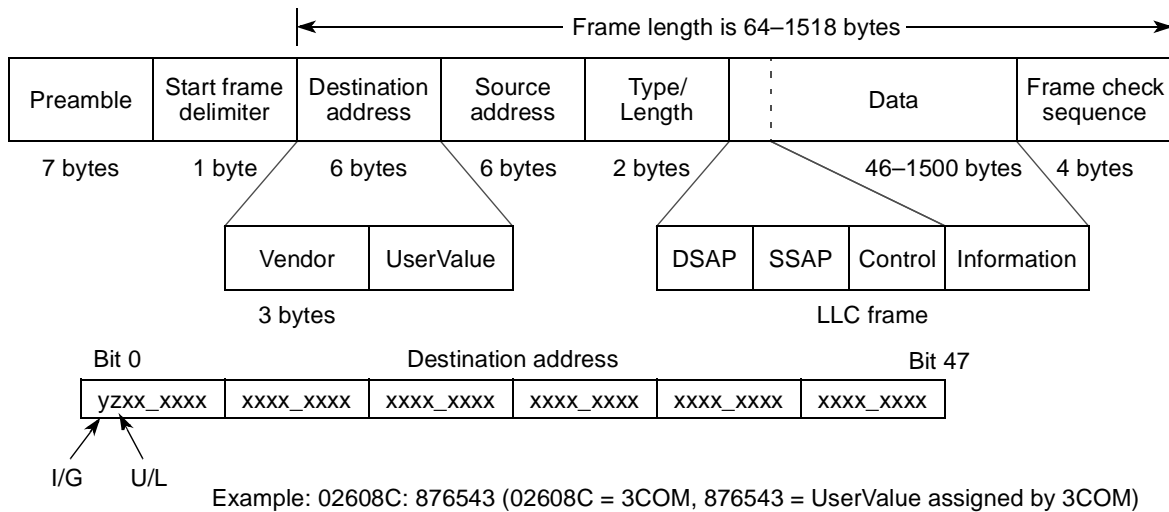 Frame length is 64–1518 bytes
Preamble
Start frame
delimiter
Destination
address
Source
address
Type/
Length
Data
Frame check
sequence
7 bytes
1 byte
6 bytes
6 bytes
2 bytes
46–1500 bytes
4 bytes
Vendor
UserValue
DSAP
SSAP
Control
Information
3 bytes
LLC frame
Bit 0
Destination address
Bit 47
yzxx_xxxx
xxxx_xxxx
xxxx_xxxx
xxxx_xxxx
xxxx_xxxx
xxxx_xxxx
I/G
U/L
Example: 02608C: 876543 (02608C = 3COM, 876543 = UserValue assigned by 3COM)